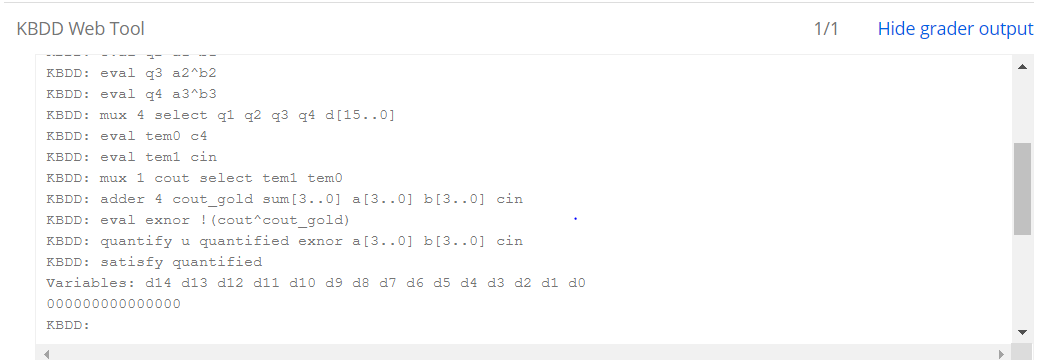 KBDD Web Tool 1/1 Hide grader output
KBDD: eval q3 a2^b2
KBDD: eval q4 a3^b3
KBDD: mux 4 select q1 q2 q3 q4 d[15..0]
KBDD: eval tem0 c4
KBDD: eval tem1 cin
KBDD: mux 1 cout select tem1 tem0
KBDD: adder 4 cout_gold sum[3..0] a[3..0] b[3..0] cin
KBDD: eval exnor !(cout^cout_gold)
KBDD: quantify u quantified exnor a[3..0] b[3..0] cin
KBDD: satisfy quantified
Variables: d14 d13 d12 d11 d10 d9 d8 d7 d6 d5 d4 d3 d2 d1 d0
000000000000000
KBDD: